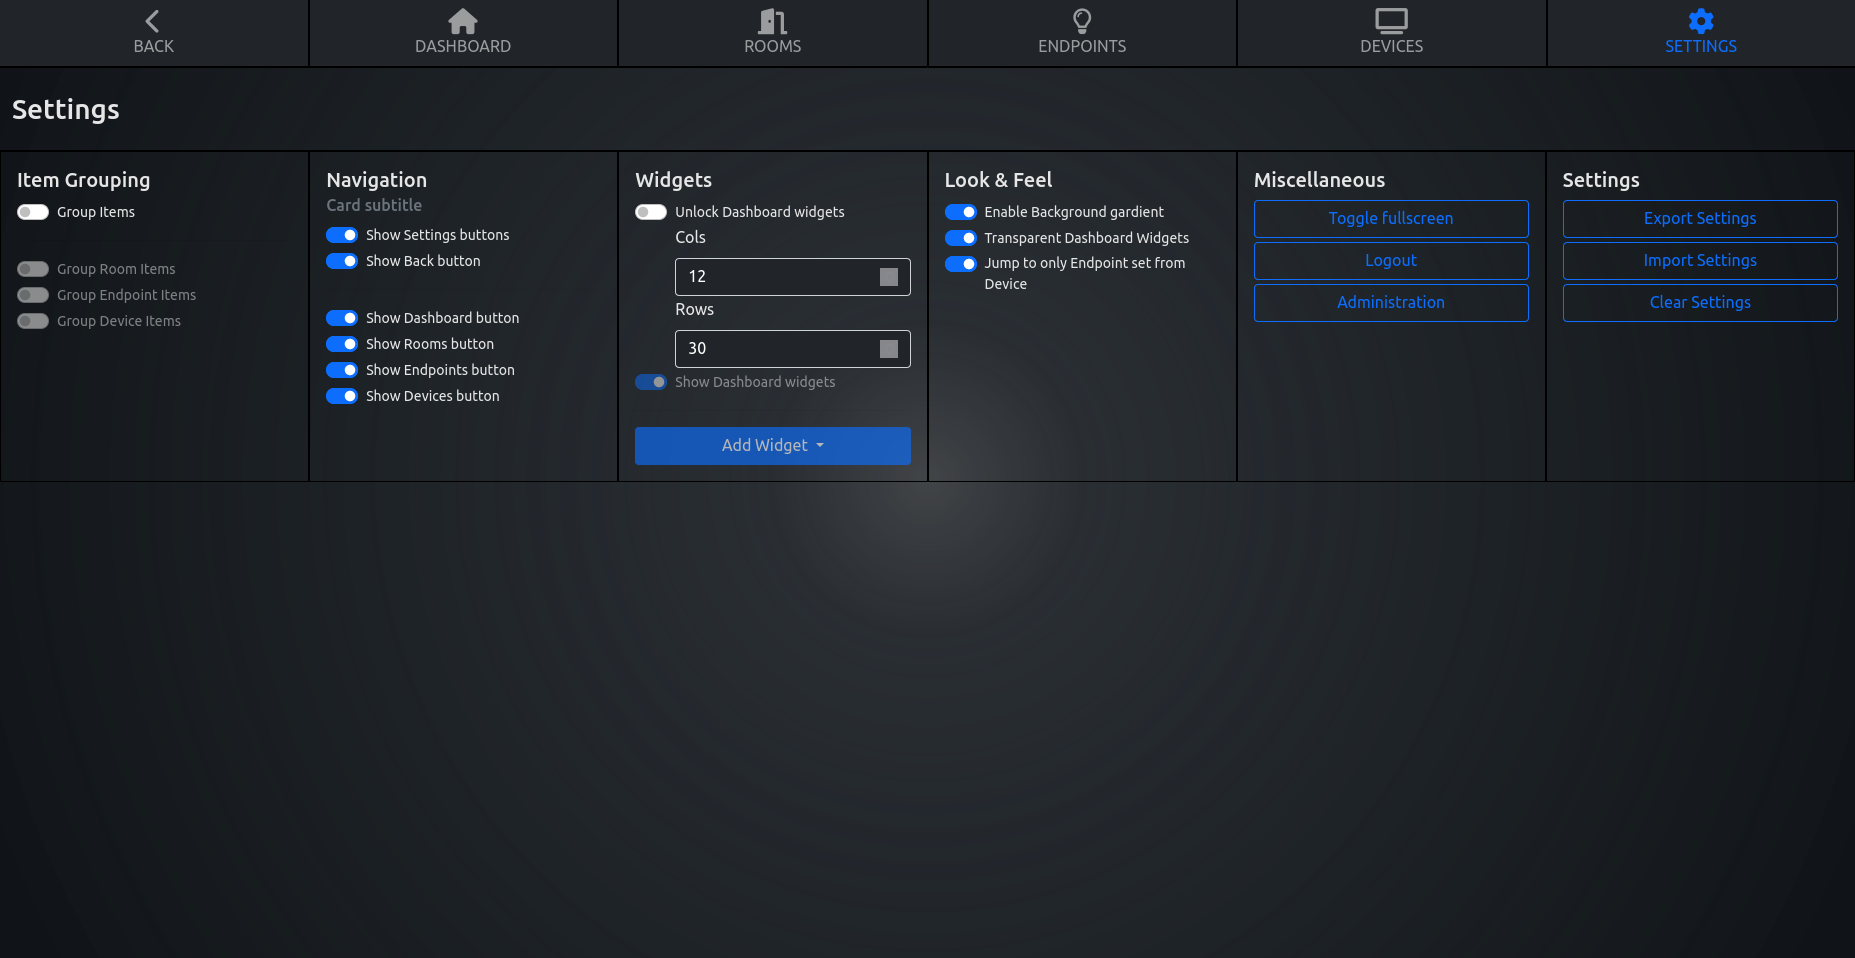 BACK
DASHBOARD
ROOMS
ENDPOINTS
DEVICES
SETTINGS
Settings
Item Grouping
Group Items
Group Room Items
Group Endpoint Items
Group Device Items
Navigation
Card subtitle
Show Settings buttons
Show Back button
Show Dashboard button
Show Rooms button
Show Endpoints button
Show Devices button
Widgets
Unlock Dashboard widgets
Cols
12
Rows
30
Show Dashboard widgets
Add Widget
Look & Feel
Enable Background gardient
Transparent Dashboard Widgets
Jump to only Endpoint set from
Device
Miscellaneous
Toggle fullscreen
Logout
Administration
Settings
Export Settings
Import Settings
Clear Settings